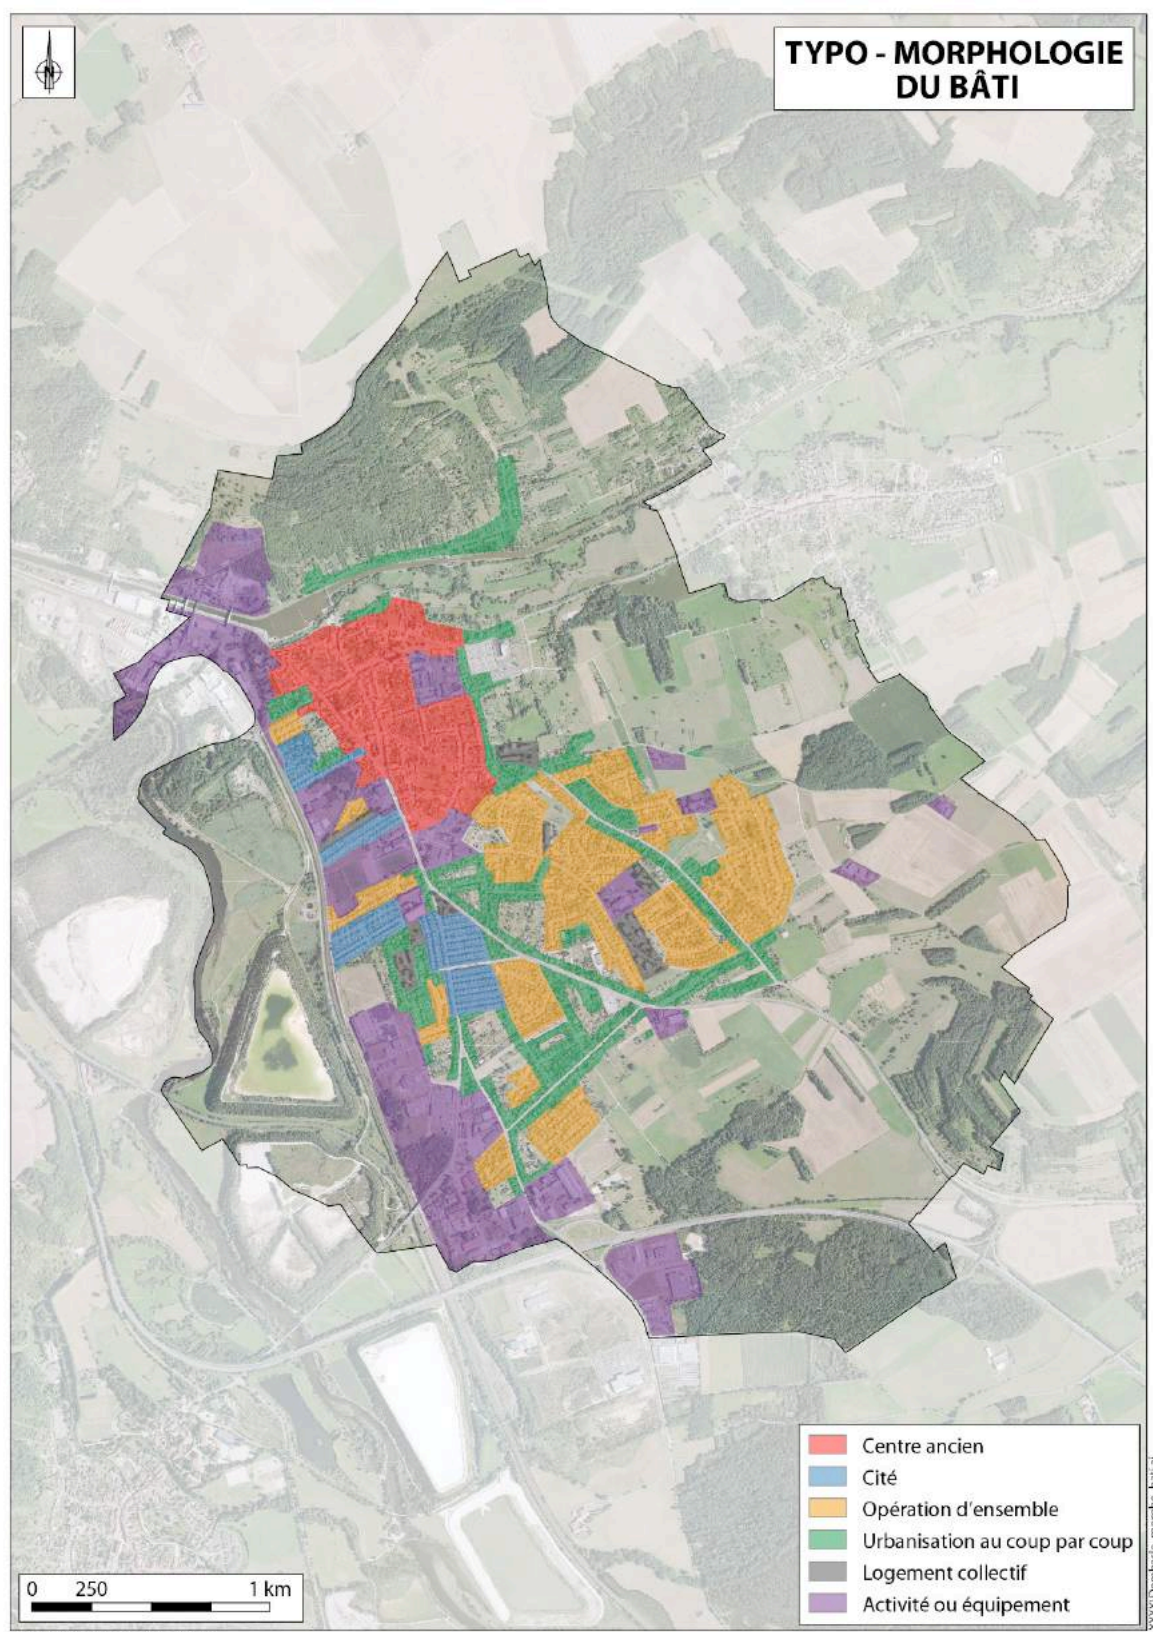 N
TYPO - MORPHOLOGIE
DU BÂTI
Centre ancien
Cité
Opération d'ensemble
Urbanisation au coup par coup
Logement collectif
Activité ou équipement
0 250 1 km